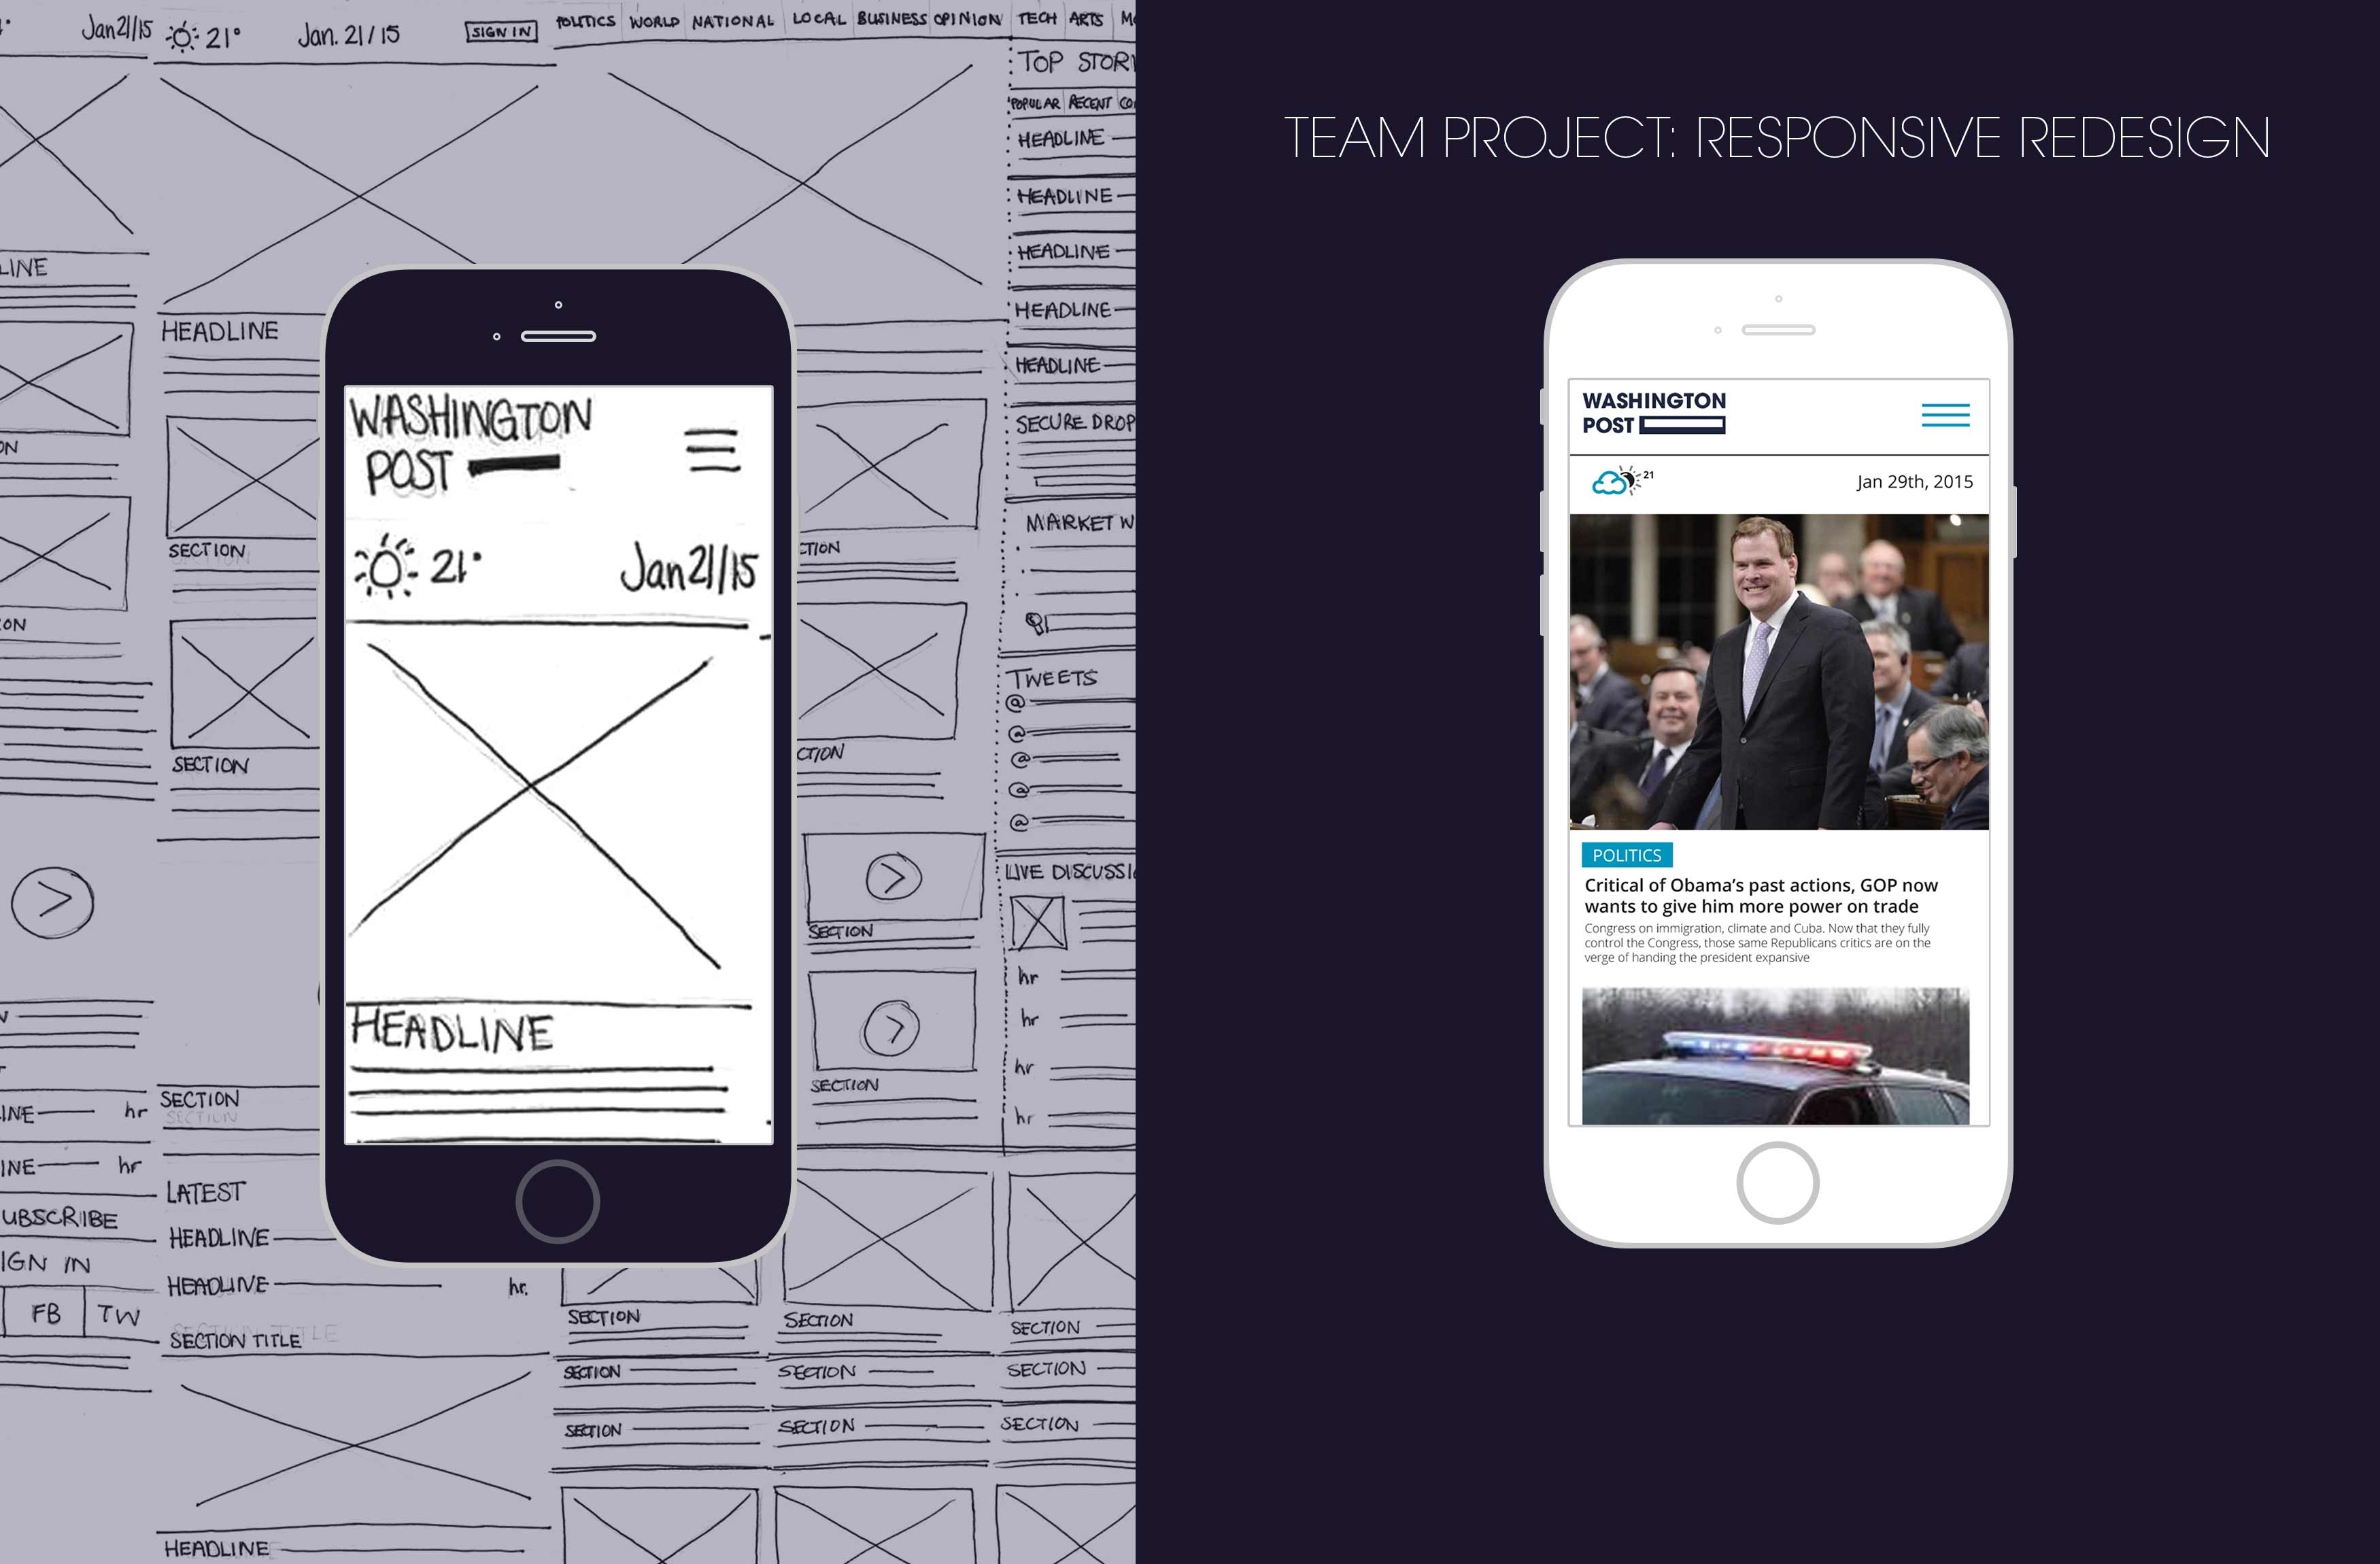 Jan21/15
21°
Jan. 21/15
SIGN IN
POLITICS
WORLD
NATIONAL
LOCAL
BUSINESS
OPINION
TECH
ARTS
TOP STOR
POPULAR
RECENT
CO
HEADLINE
HEADLINE
HEADLINE
HEADLINE
HEADLINE
SECURE DROP
MARKET W
TWEETS
@
@
@
@
@
LIVE DISCUSSI
hr
hr
hr
hr
LINE
HEADLINE
SECTION
SECTION
ON
ON
CTION
CTION
SECTION
SECTION
INE
hr
INE
hr
UBSCRIBE
IGN IN
FB
TW
SECTION
SECTION
LATEST
HEADLINE
HEADLINE
hr.
SECTION TITLE
SECTION TITLE
HEADLINE
SECTION
SECTION
SECTION
SECTION
SECTION
SECTION
SECTION
SECTION
SECTION
WASHINGTON
POST
21°
Jan21/15
HEADLINE
TEAM PROJECT: RESPONSIVE REDESIGN
WASHINGTON
POST
21
Jan 29th, 2015
POLITICS
Critical of Obama’s past actions, GOP now
wants to give him more power on trade
Congress on immigration, climate and Cuba. Now that they fully
control the Congress, those same Republicans critics are on the
verge of handing the president expansive